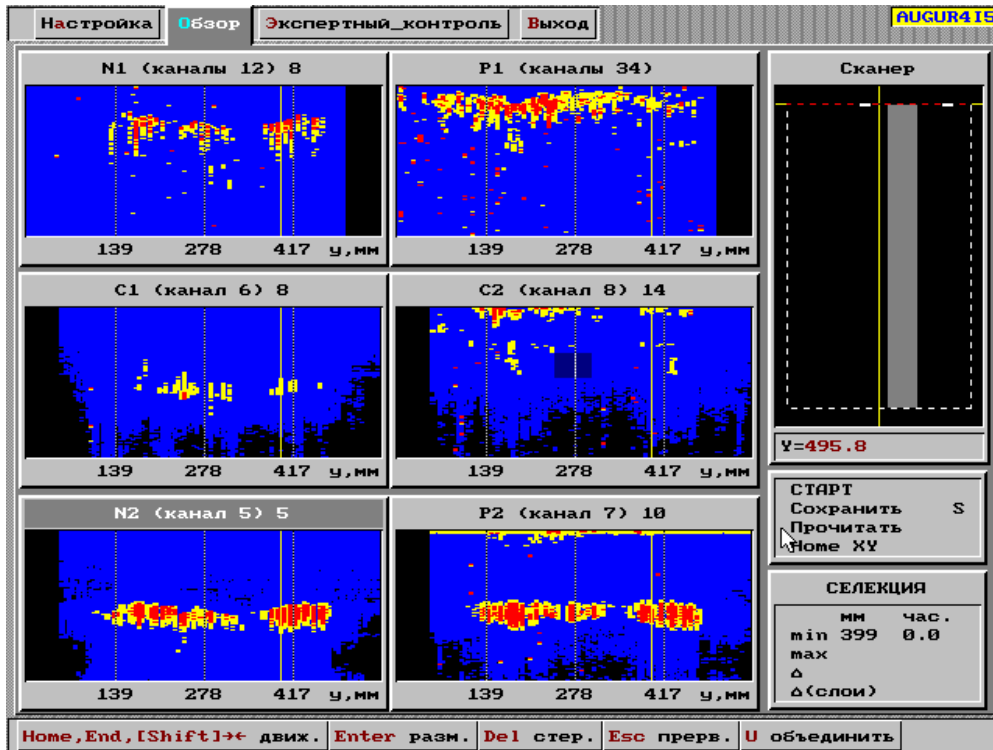 Настройка Обзор Экспертный_контроль Выход AUGUR4I5
N1 (каналы 12) 8
139 278 417 y,мм
P1 (каналы 34)
139 278 417 y,мм
Сканер
Y=495.8
C1 (канал 6) 8
139 278 417 y,мм
C2 (канал 8) 14
139 278 417 y,мм
СТАРТ
Сохранить S
Прочитать
Home XY
N2 (канал 5) 5
139 278 417 y,мм
P2 (канал 7) 10
139 278 417 y,мм
СЕЛЕКЦИЯ
мм час.
min 399 0.0
max
Δ
Δ(слои)
Home,End,[Shift]→← движ. Enter разм. Del стер. Esc прерв. U объединить